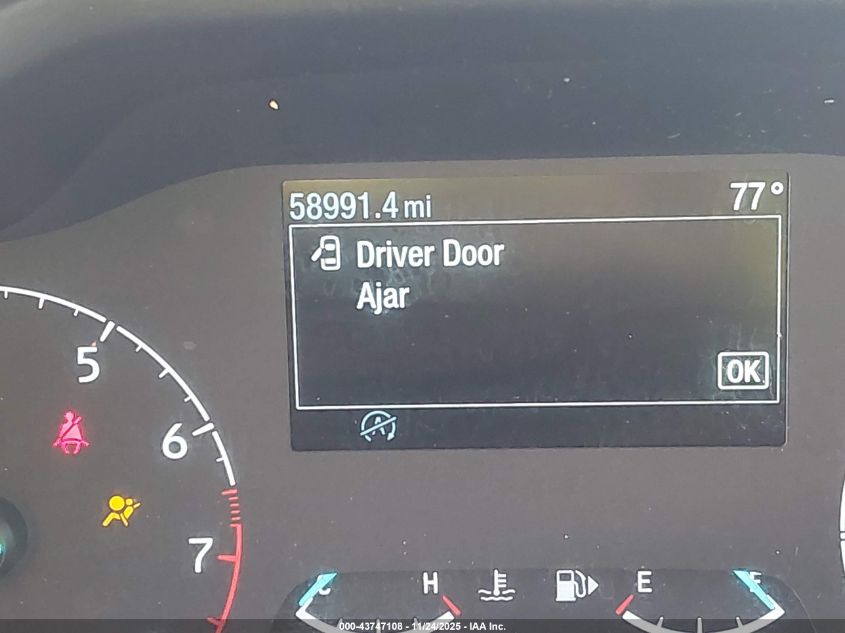 58991.4 mi 77°
Driver Door
Ajar
OK
5
6
7
H E
000-43747108 - 11/24/2025 - IAA Inc.